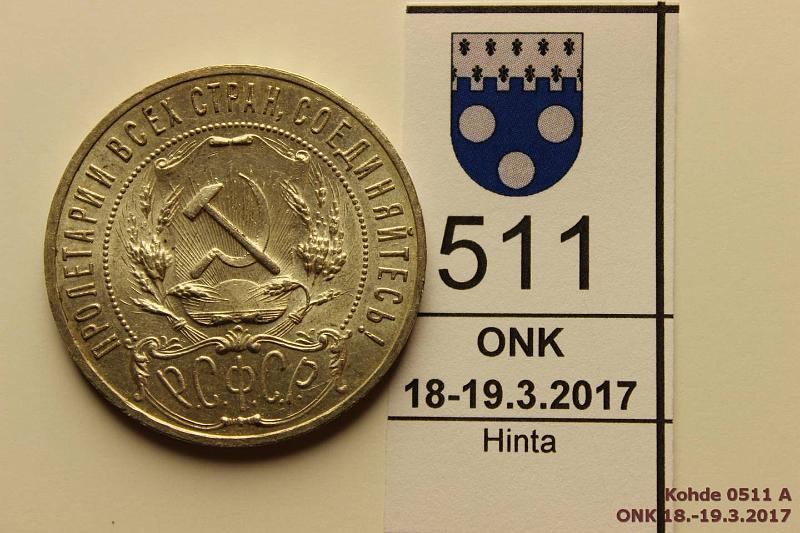 ПРОЛЕТАРИИ ВСЕХ СТРАН, СОЕДИНЯЙТЕСЬ!
Р.С.Ф.С.Р.
511
ONK
18-19.3.2017
Hinta
Kohde 0511 A
ONK 18.-19.3.2017